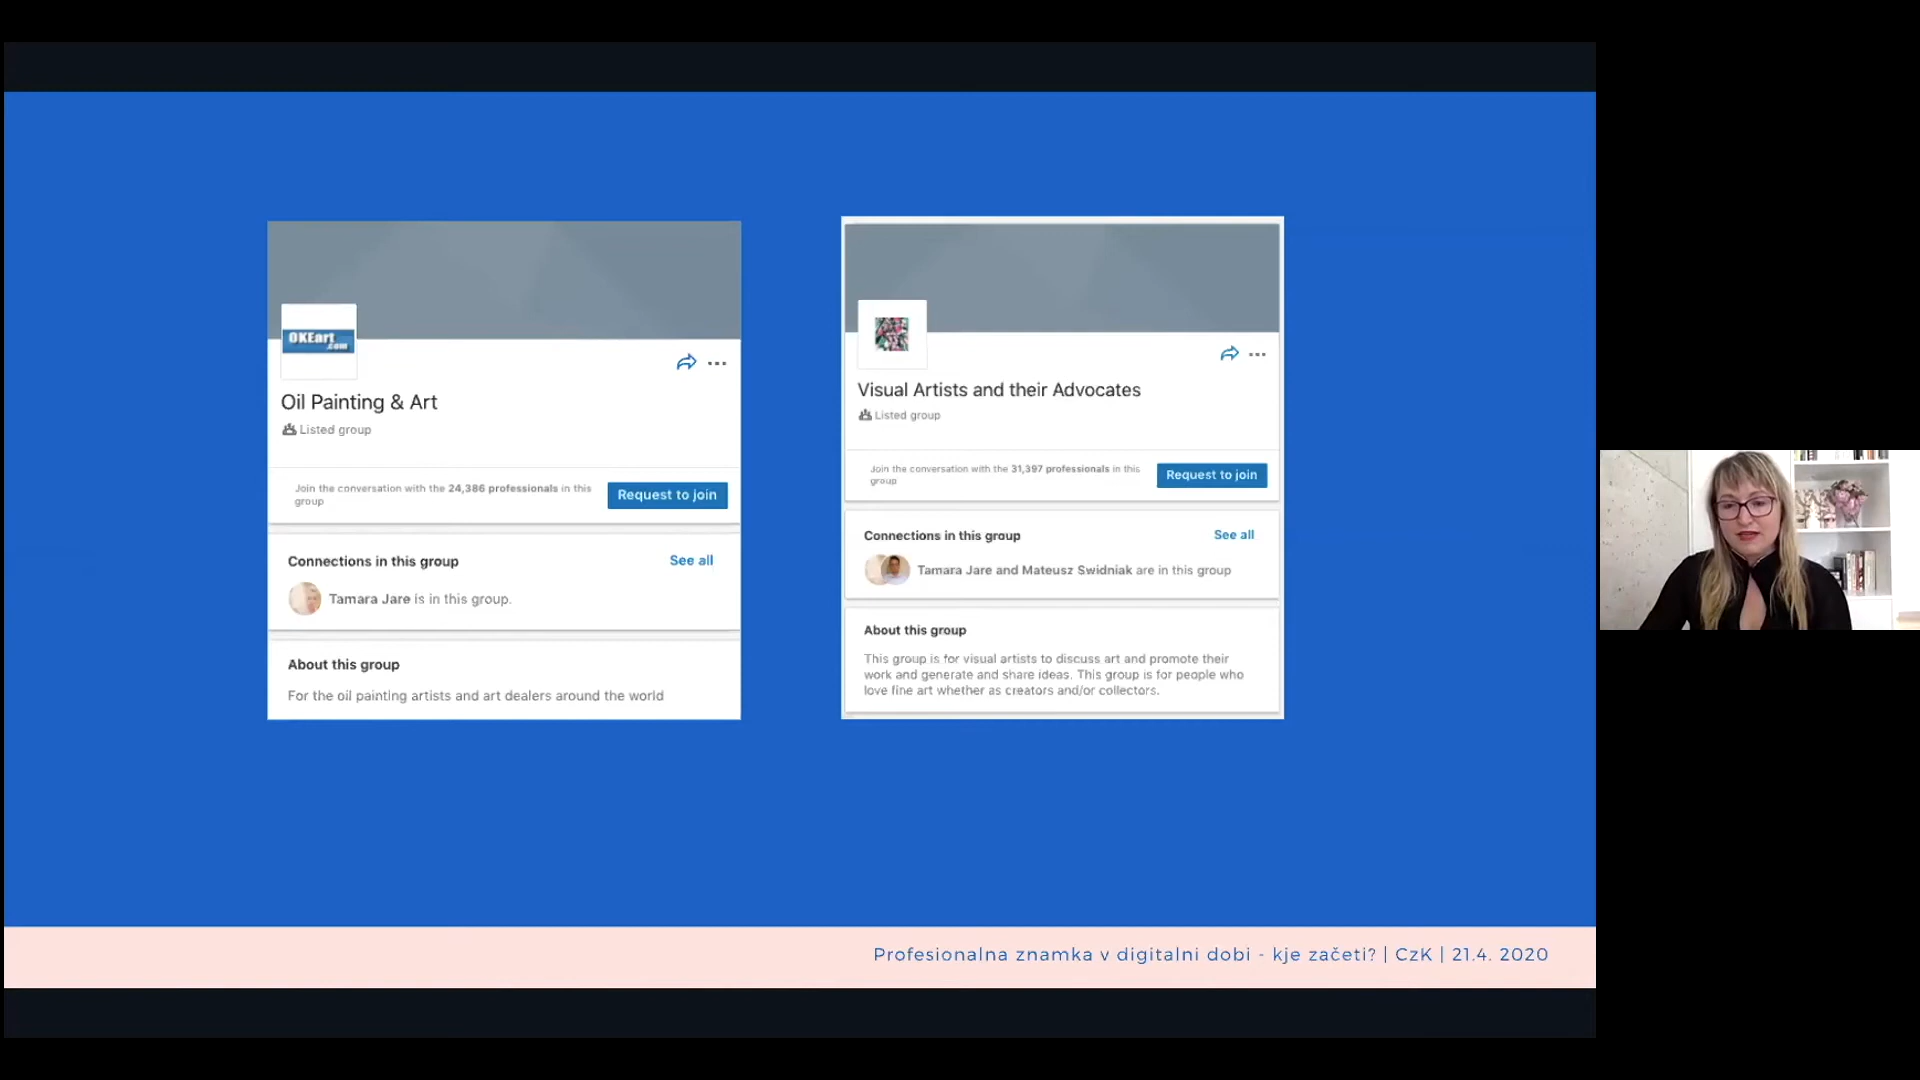 OKEart
.com
Oil Painting & Art
Listed group
Join the conversation with the 24,386 professionals in this
group
Request to join
Connections in this group
See all
Tamara Jare is in this group.
About this group
For the oil painting artists and art dealers around the world
Visual Artists and their Advocates
Listed group
Join the conversation with the 31,397 professionals in this
group
Request to join
Connections in this group
See all
Tamara Jare and Mateusz Swidniak are in this group
About this group
This group is for visual artists to discuss art and promote their
work and generate and share ideas. This group is for people who
love fine art whether as creators and/or collectors.
Profesionalna znamka v digitalni dobi - kje začeti? | CzK | 21.4. 2020